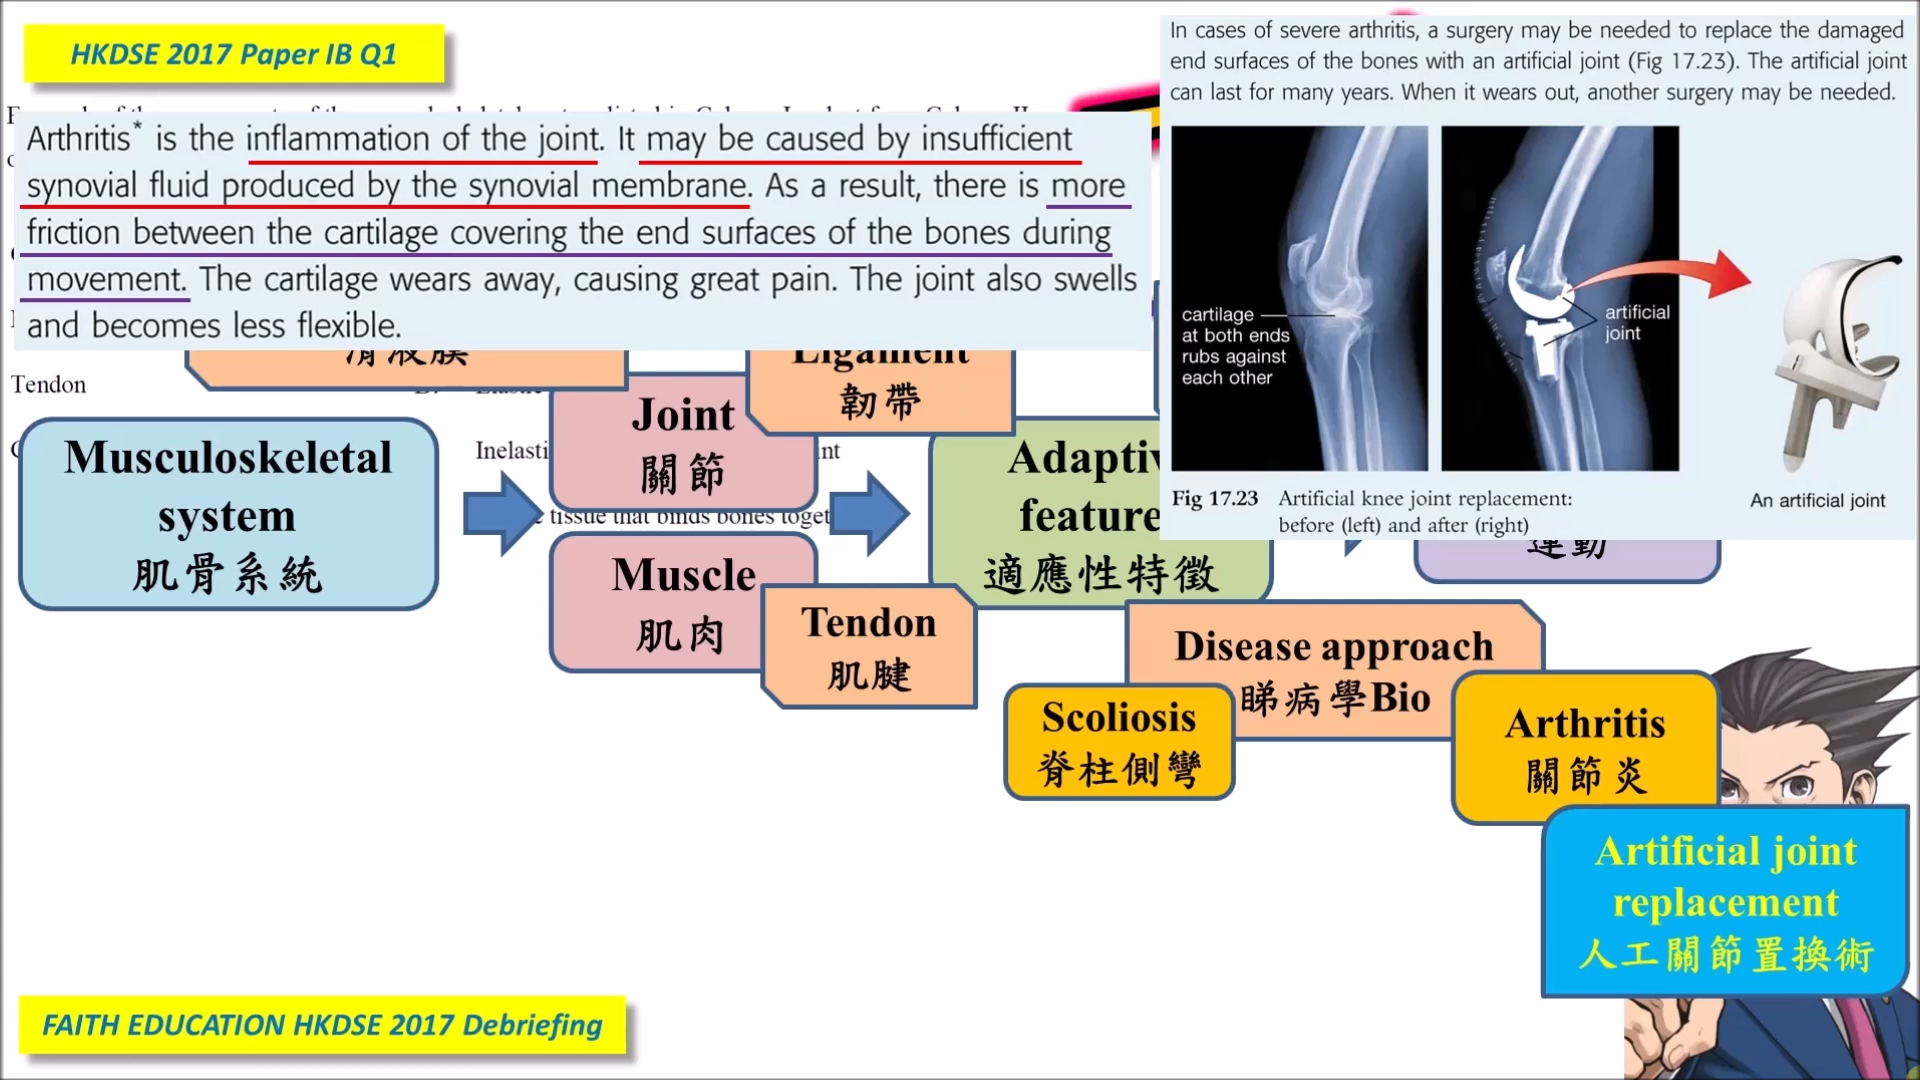 HKDSE 2017 Paper IB Q1
Arthritis* is the inflammation of the joint. It may be caused by insufficient
synovial fluid produced by the synovial membrane. As a result, there is more
friction between the cartilage covering the end surfaces of the bones during
movement. The cartilage wears away, causing great pain. The joint also swells
and becomes less flexible.
In cases of severe arthritis, a surgery may be needed to replace the damaged
end surfaces of the bones with an artificial joint (Fig 17.23). The artificial joint
can last for many years. When it wears out, another surgery may be needed.
cartilage
at both ends
rubs against
each other
artificial
joint
Fig 17.23 Artificial knee joint replacement:
before (left) and after (right)
An artificial joint
滑液膜
Ligament
韌帶
Tendon
Joint
關節
Musculoskeletal
system
肌骨系統
tissue that binds bones
Muscle
肌肉
Tendon
肌腱
適應性特徵
運動
Disease approach
睇病學Bio
Scoliosis
脊柱側彎
Arthritis
關節炎
Artificial joint
replacement
人工關節置換術
FAITH EDUCATION HKDSE 2017 Debriefing